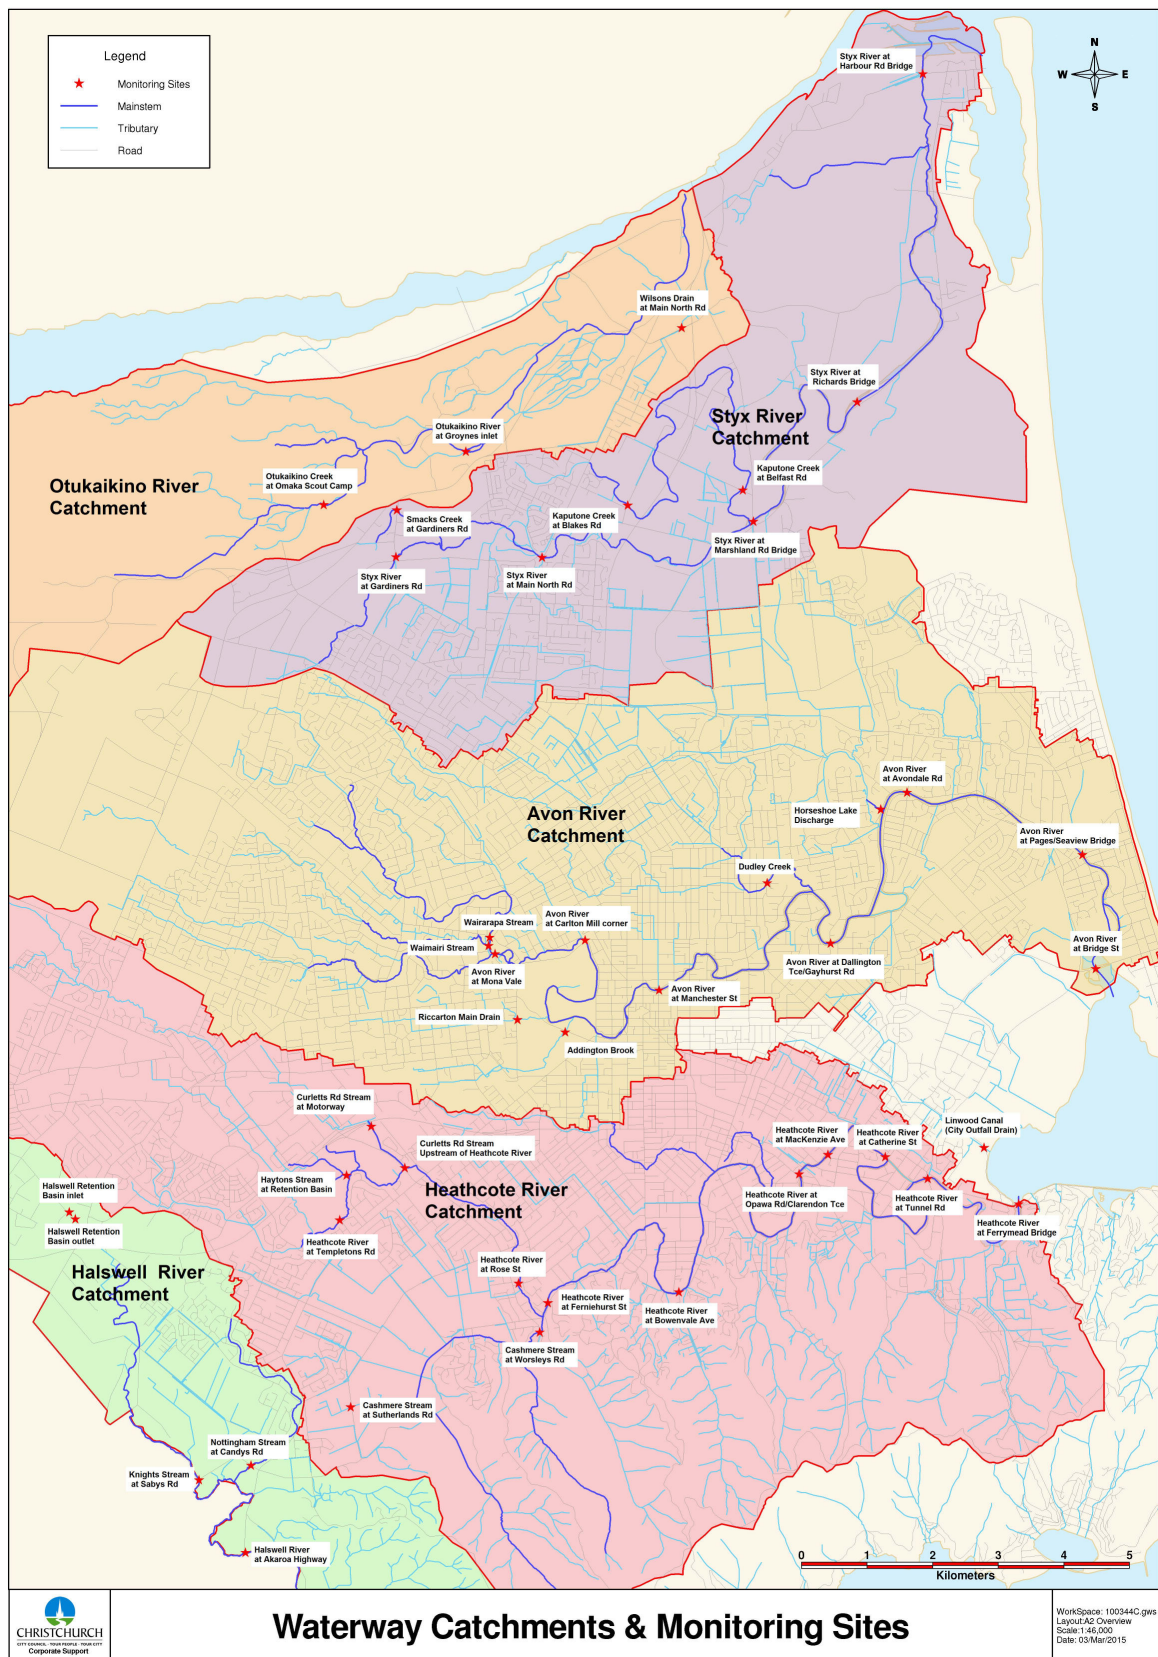 Legend
Monitoring Sites
Mainstem
Tributary
Road
N
W
E
S
Styx River at
Harbour Rd Bridge
Wilsons Drain
at Main North Rd
Styx River at
Richards Bridge
Styx River
Catchment
Otukaikino River
at Groynes inlet
Kaputone Creek
at Belfast Rd
Otukaikino River
Catchment
Otukaikino Creek
at Omaka Scout Camp
Smacks Creek
at Gardiners Rd
Kaputone Creek
at Blakes Rd
Styx River at
Marshland Rd Bridge
Styx River
at Gardiners Rd
Styx River
at Main North Rd
Avon River
at Avondale Rd
Horseshoe Lake
Discharge
Avon River
Catchment
Avon River
at Pages/Seaview Bridge
Dudley Creek
Wairarapa Stream
Avon River
at Carlton Mill corner
Waimairi Stream
Avon River
at Mona Vale
Avon River at Dallington
Tce/Gayhurst Rd
Avon River
at Bridge St
Avon River
at Manchester St
Riccarton Main Drain
Addington Brook
Curletts Rd Stream
at Motorway
Linwood Canal
(City Outfall Drain)
Heathcote River
at MacKenzie Ave
Heathcote River
at Catherine St
Curletts Rd Stream
Upstream of Heathcote River
Haytons Stream
at Retention Basin
Heathcote River
Catchment
Heathcote River at
Opawa Rd/Clarendon Tce
Heathcote River
at Tunnel Rd
Halswell Retention
Basin inlet
Halswell Retention
Basin outlet
Heathcote River
at Ferrymead Bridge
Heathcote River
at Templetons Rd
Halswell River
Catchment
Heathcote River
at Rose St
Heathcote River
at Ferniehurst St
Heathcote River
at Bowenvale Ave
Cashmere Stream
at Worsleys Rd
Cashmere Stream
at Sutherlands Rd
Nottingham Stream
at Candys Rd
Knights Stream
at Sabys Rd
Halswell River
at Akaroa Highway
0 1 2 3 4 5
Kilometers
CHRISTCHURCH
CITY COUNCIL · YOUR PEOPLE · YOUR CITY
Corporate Support
Waterway Catchments & Monitoring Sites
WorkSpace: 100344C.gws
Layout:A2 Overview
Scale:1:46,000
Date: 03/Mar/2015